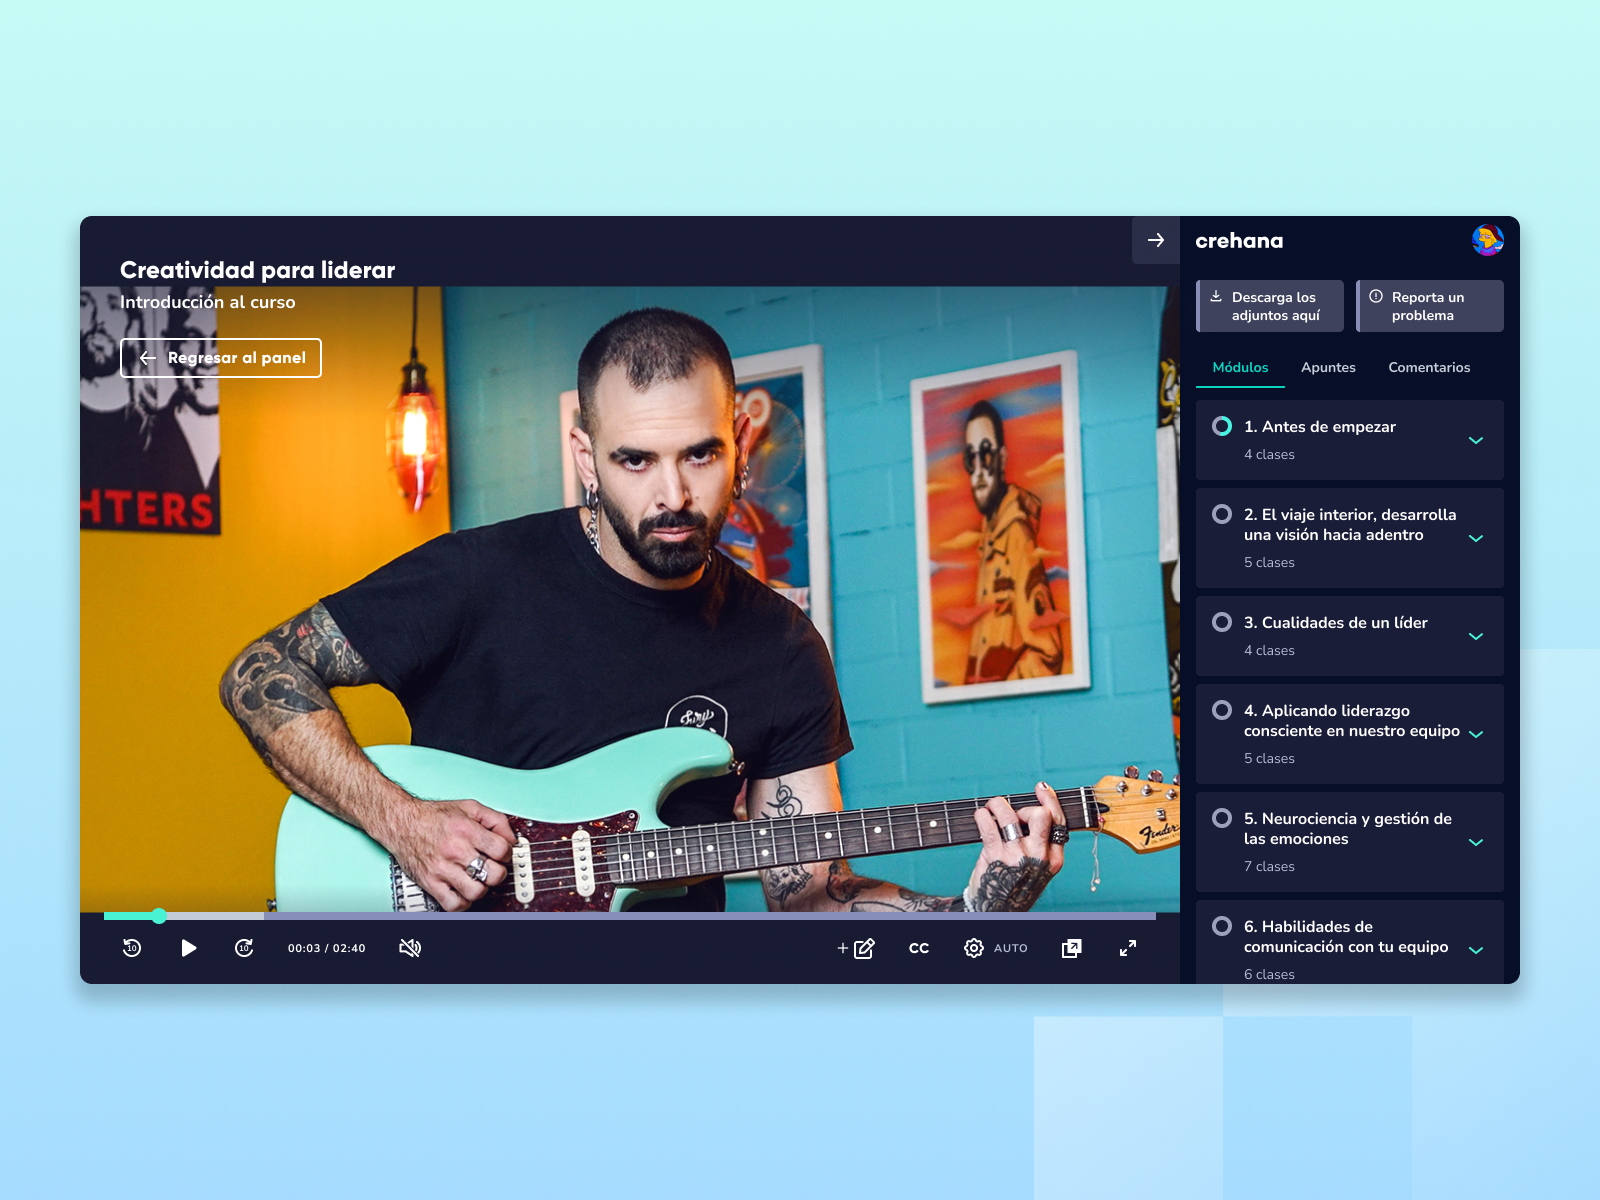 Creatividad para liderar
Introducción al curso
Regresar al panel
HTERS
Fender
10
10
00:03 / 02:40
+
CC
AUTO
crehana
Descarga los
adjuntos aquí
Reporta un
problema
Módulos
Apuntes
Comentarios
1. Antes de empezar
4 clases
2. El viaje interior, desarrolla
una visión hacia adentro
5 clases
3. Cualidades de un líder
4 clases
4. Aplicando liderazgo
consciente en nuestro equipo
5 clases
5. Neurociencia y gestión de
las emociones
7 clases
6. Habilidades de
comunicación con tu equipo
6 clases